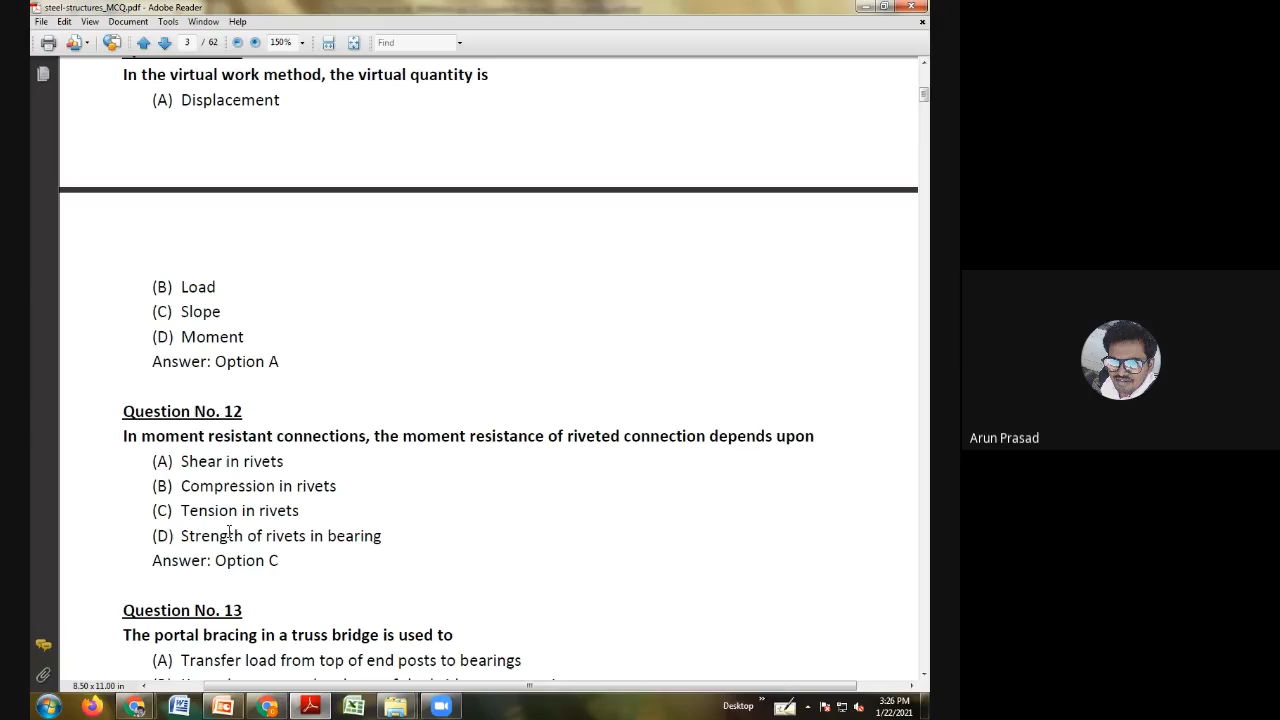 steel-structures_MCQ.pdf - Adobe Reader
File Edit View Document Tools Window Help
3 / 62 150% Find
In the virtual work method, the virtual quantity is
(A) Displacement
(B) Load
(C) Slope
(D) Moment
Answer: Option A
Question No. 12
In moment resistant connections, the moment resistance of riveted connection depends upon
(A) Shear in rivets
(B) Compression in rivets
(C) Tension in rivets
(D) Strength of rivets in bearing
Answer: Option C
Question No. 13
The portal bracing in a truss bridge is used to
(A) Transfer load from top of end posts to bearings
8.50 x 11.00 in
Arun Prasad
Desktop
3:26 PM
1/22/2021